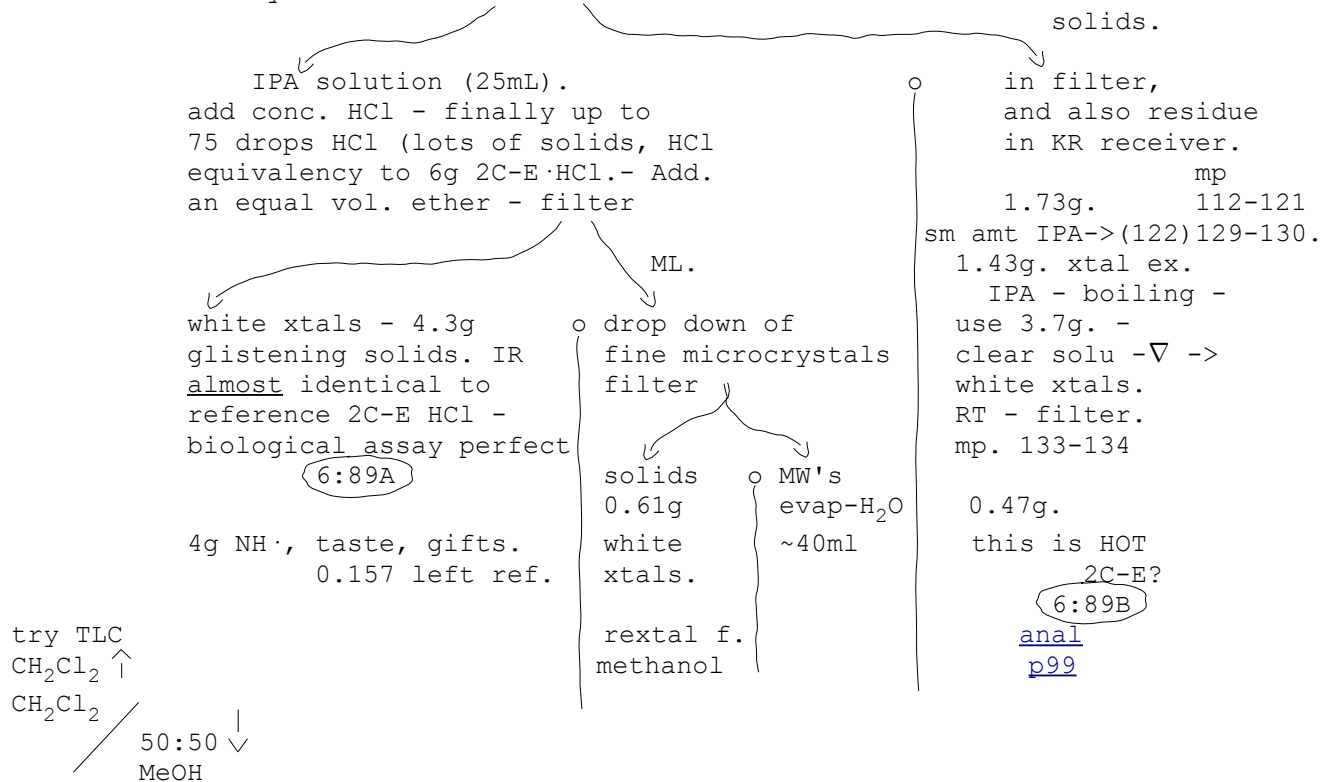 solids.
IPA solution (25mL).
add conc. HCl - finally up to
75 drops HCl (lots of solids, HCl
equivalency to 6g 2C-E·HCl.- Add.
an equal vol. ether - filter
in filter,
and also residue
in KR receiver.
mp
1.73g. 112-121
sm amt IPA->(122)129-130.
1.43g. xtal ex.
IPA - boiling -
use 3.7g. -
clear solu -∇ ->
white xtals.
RT - filter.
mp. 133-134
0.47g.
this is HOT
2C-E?
6:89B
anal
p99
ML.
white xtals - 4.3g
glistening solids. IR
almost identical to
reference 2C-E HCl -
biological assay perfect
6:89A
4g NH·, taste, gifts.
0.157 left ref.
drop down of
fine microcrystals
filter
solids
0.61g
white
xtals.
rextal f.
methanol
MW's
evap-H₂O
~40ml
try TLC
CH₂Cl₂ ↑
CH₂Cl₂
50:50 ↓
MeOH